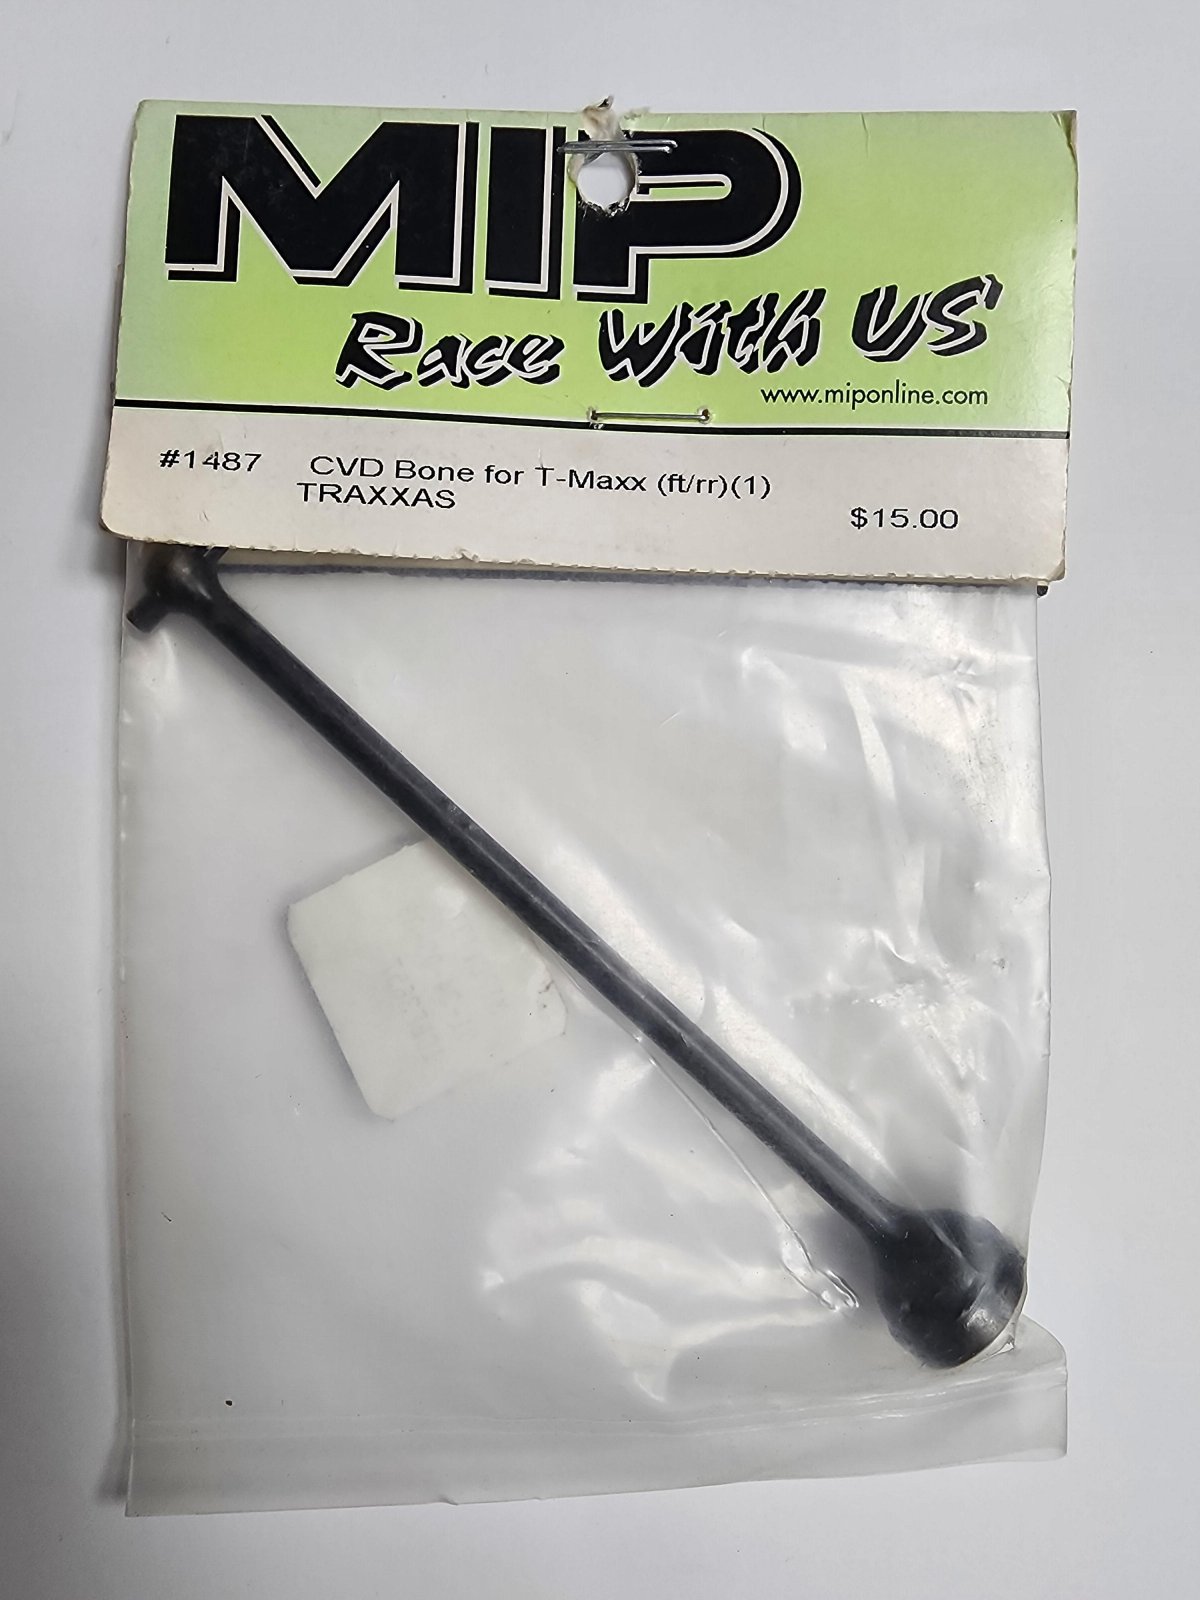 MIP
Race With US
www.miponline.com
#1487 CVD Bone for T-Maxx (ft/rr)(1)
TRAXXAS
$15.00